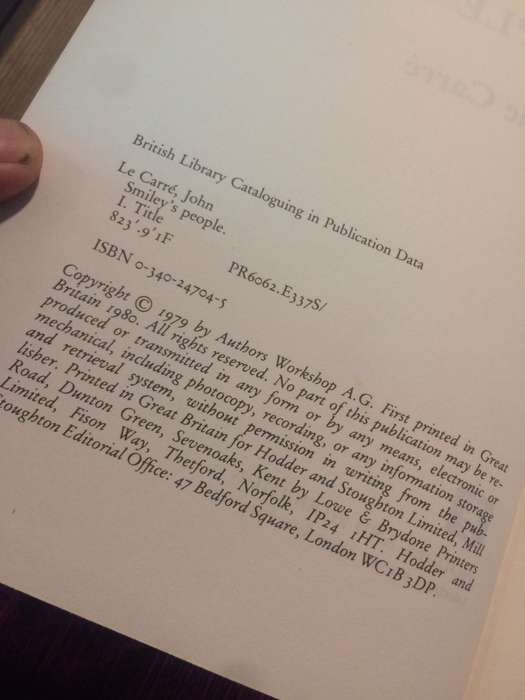 British Library Cataloguing in Publication Data
Le Carré, John
Smiley's people.
I. Title
823'.9'1F PR6062.E337S/
ISBN 0-340-24704-5
Copyright © 1979 by Authors Workshop A.G. First printed in Great
Britain 1980. All rights reserved. No part of this publication may be re-
produced or transmitted in any form or by any means, electronic or
mechanical, including photocopy, recording, or any information storage
and retrieval system, without permission in writing from the pub-
lisher. Printed in Great Britain for Hodder and Stoughton Limited, Mill
Road, Dunton Green, Sevenoaks, Kent by Lowe & Brydone Printers
Limited, Fison Way, Thetford, Norfolk, IP24 1HT. Hodder and
Stoughton Editorial Office: 47 Bedford Square, London WC1B 3DP.